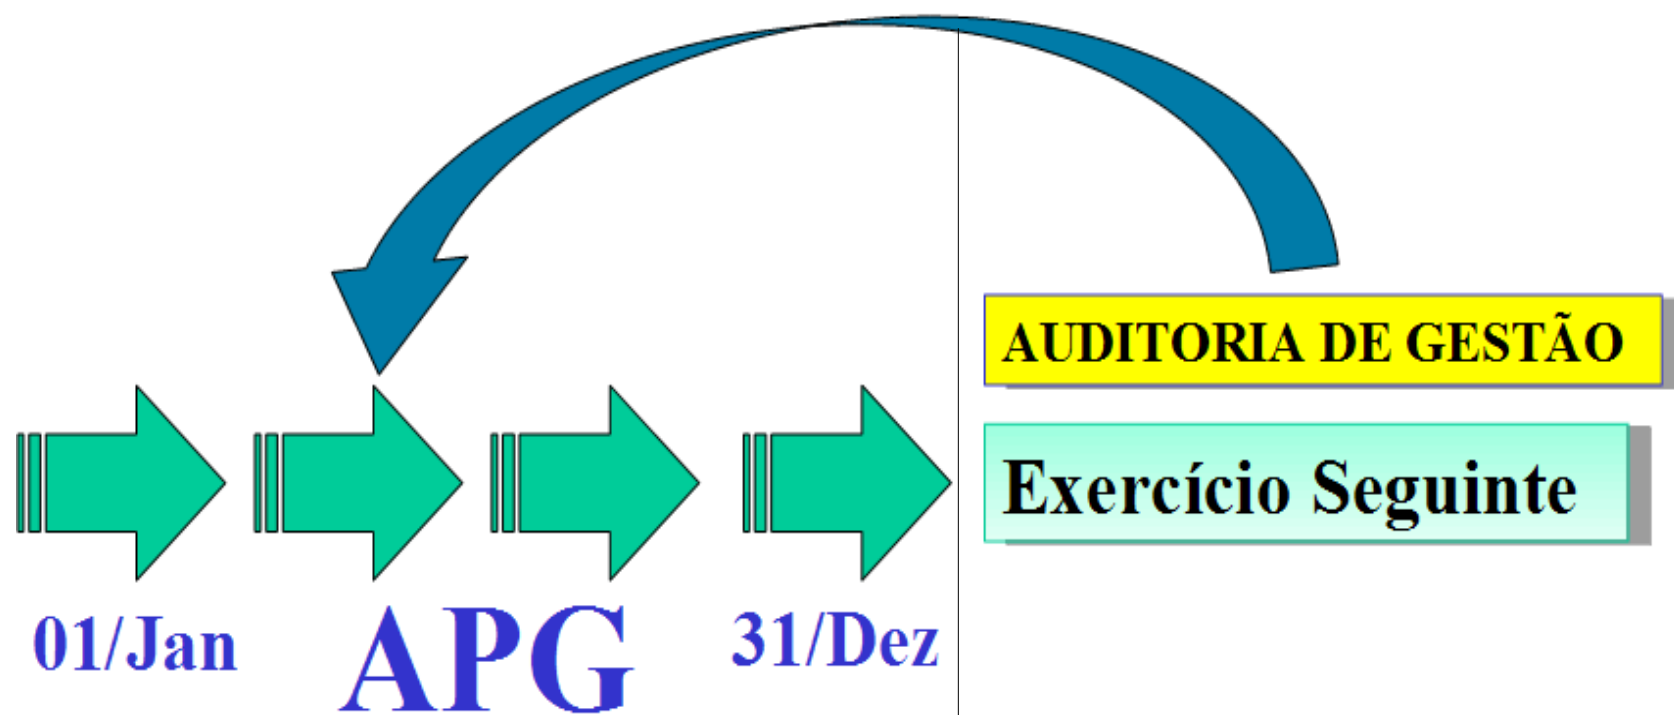 AUDITORIA DE GESTÃO
Exercício Seguinte
01/Jan
APG
31/Dez